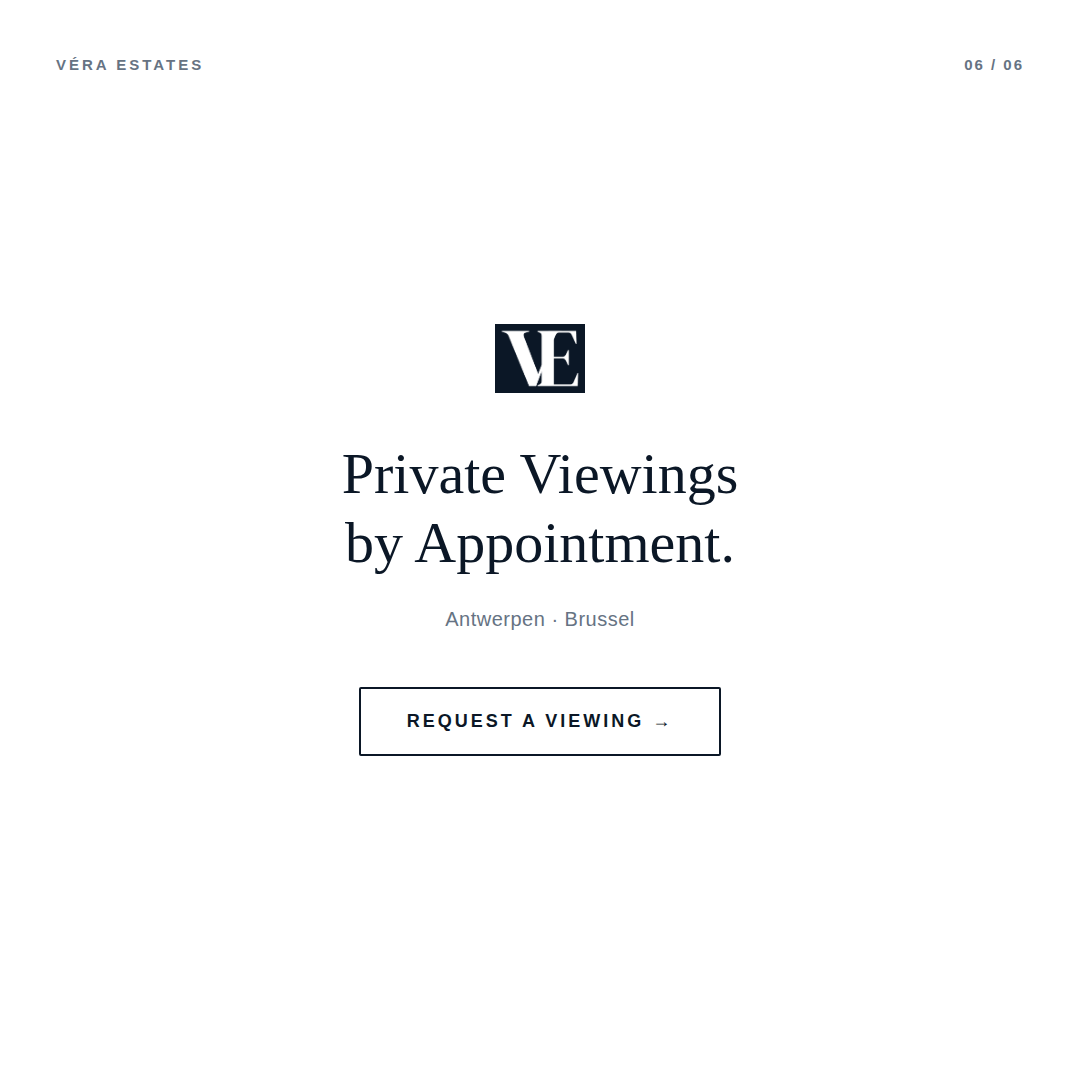 VÉRA ESTATES
06 / 06
VE
Private Viewings
by Appointment.
Antwerpen · Brussel
REQUEST A VIEWING →